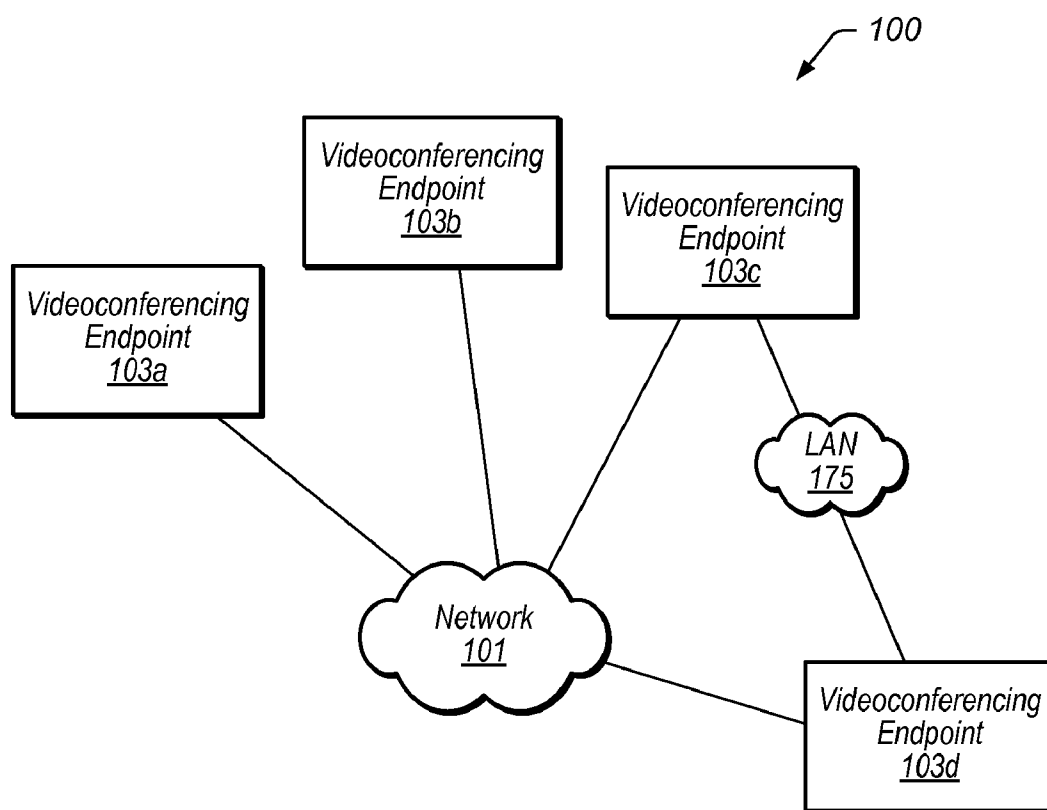 100
Videoconferencing
Endpoint
103b
Videoconferencing
Endpoint
103c
Videoconferencing
Endpoint
103a
LAN
175
Network
101
Videoconferencing
Endpoint
103d